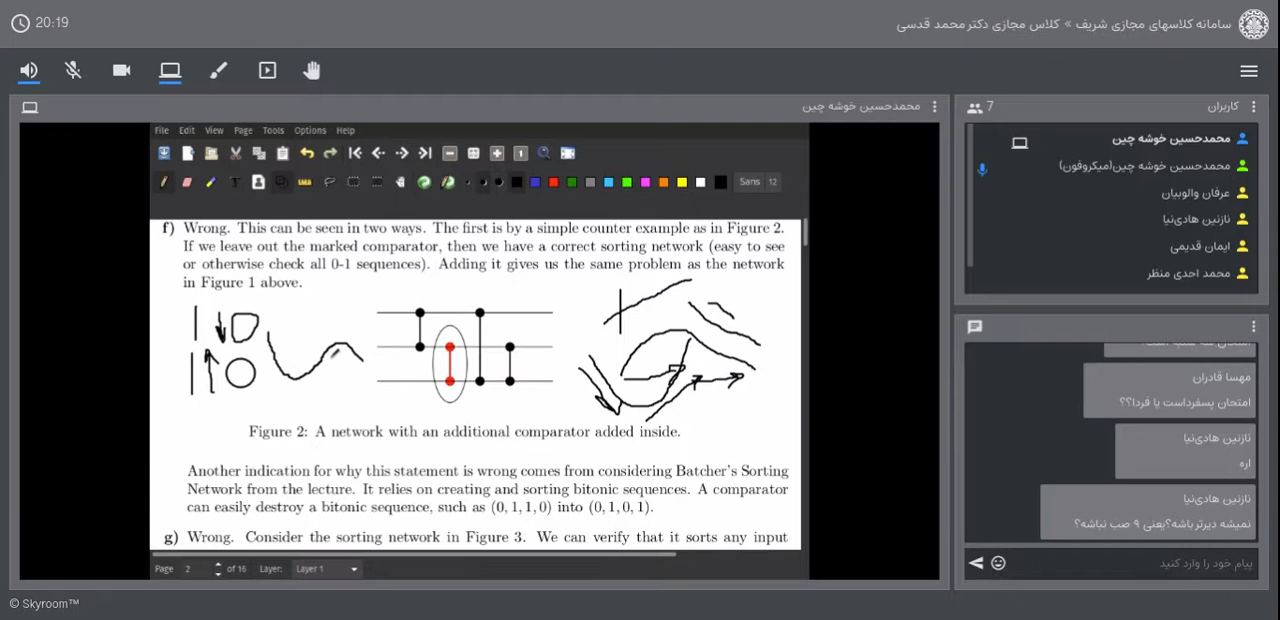 20:19
سامانه کلاسهای مجازی شریف » کلاس مجازی دکتر محمد قدسی
محمدحسین خوشه چین
File Edit View Page Tools Options Help
Sans 12
f) Wrong. This can be seen in two ways. The first is by a simple counter example as in Figure 2.
If we leave out the marked comparator, then we have a correct sorting network (easy to see
or otherwise check all 0-1 sequences). Adding it gives us the same problem as the network
in Figure 1 above.
1 ↓ 0
1 ↑ 0
Figure 2: A network with an additional comparator added inside.
Another indication for why this statement is wrong comes from considering Batcher's Sorting
Network from the lecture. It relies on creating and sorting bitonic sequences. A comparator
can easily destroy a bitonic sequence, such as (0, 1, 1, 0) into (0, 1, 0, 1).
g) Wrong. Consider the sorting network in Figure 3. We can verify that it sorts any input
Page 2 of 16 Layer: Layer 1
کاربران
7
محمدحسین خوشه چین
محمدحسین خوشه چین(میکروفون)
عرفان والوبیان
نازنین هادی‌نیا
ایمان قدیمی
محمد احدی منظر
مهسا قادران
امتحان پسفرداست یا فردا؟؟
نازنین هادی‌نیا
اره
نازنین هادی‌نیا
نمیشه دیرتر باشه؟یعنی ۹ صب نباشه؟
پیام خود را وارد کنید
© Skyroom™